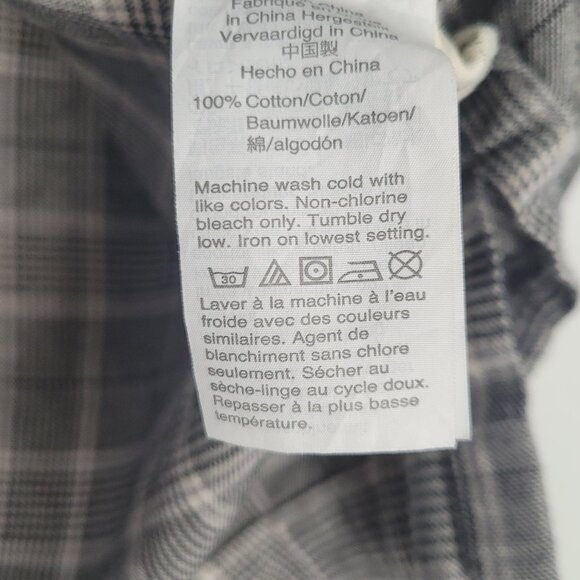 Fabriqué Chine
in China Hergestellt
Vervaardigd in China
中国製
Hecho en China
100% Cotton/Coton/
Baumwolle/Katoen/
綿/algodón
Machine wash cold with
like colors. Non-chlorine
bleach only. Tumble dry
low. Iron on lowest setting.
30
Laver à la machine à l'eau
froide avec des couleurs
similaires. Agent de
blanchiment sans chlore
seulement. Sécher au
sèche-linge au cycle doux.
Repasser à la plus basse
température.